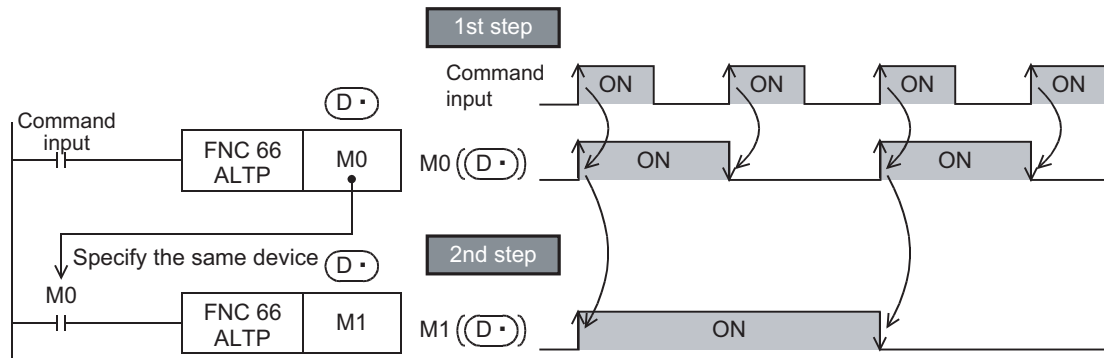 1st step
Command
input
ON ON ON ON
D·
Command
input
FNC 66
ALTP
M0
M0 (D·)
ON ON
Specify the same device
D·
2nd step
M0
FNC 66
ALTP
M1
M1 (D·)
ON